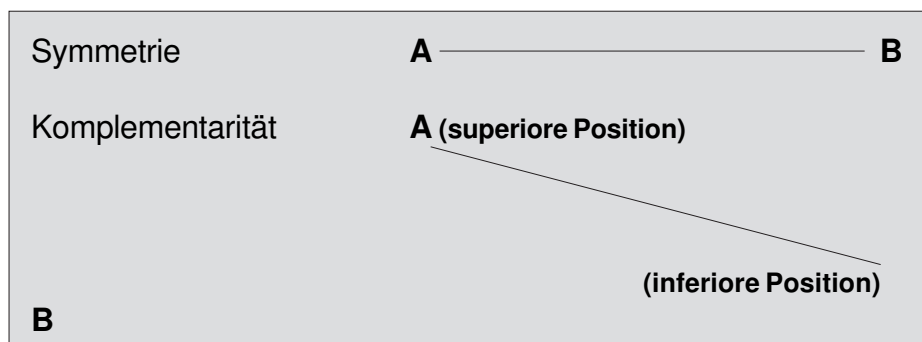 Symmetrie A B
Komplementarität A (superiore Position)
(inferiore Position)
B